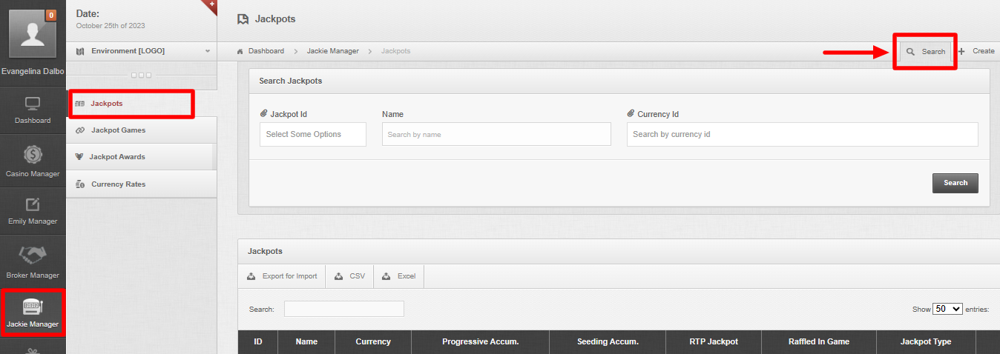 0
Evangelina Dalbo
Dashboard
Casino Manager
Emily Manager
Broker Manager
Jackie Manager
Date:
October 25th of 2023
+
Environment [LOGO]
Jackpots
Jackpot Games
Jackpot Awards
Currency Rates
Jackpots
Dashboard > Jackie Manager > Jackpots
Search + Create
Search Jackpots
Jackpot Id Name Currency Id
Select Some Options Search by name Search by currency id
Search
Jackpots
Export for Import CSV Excel
Search: Show 50 entries:
ID Name Currency Progressive Accum. Seeding Accum. RTP Jackpot Raffled In Game Jackpot Type